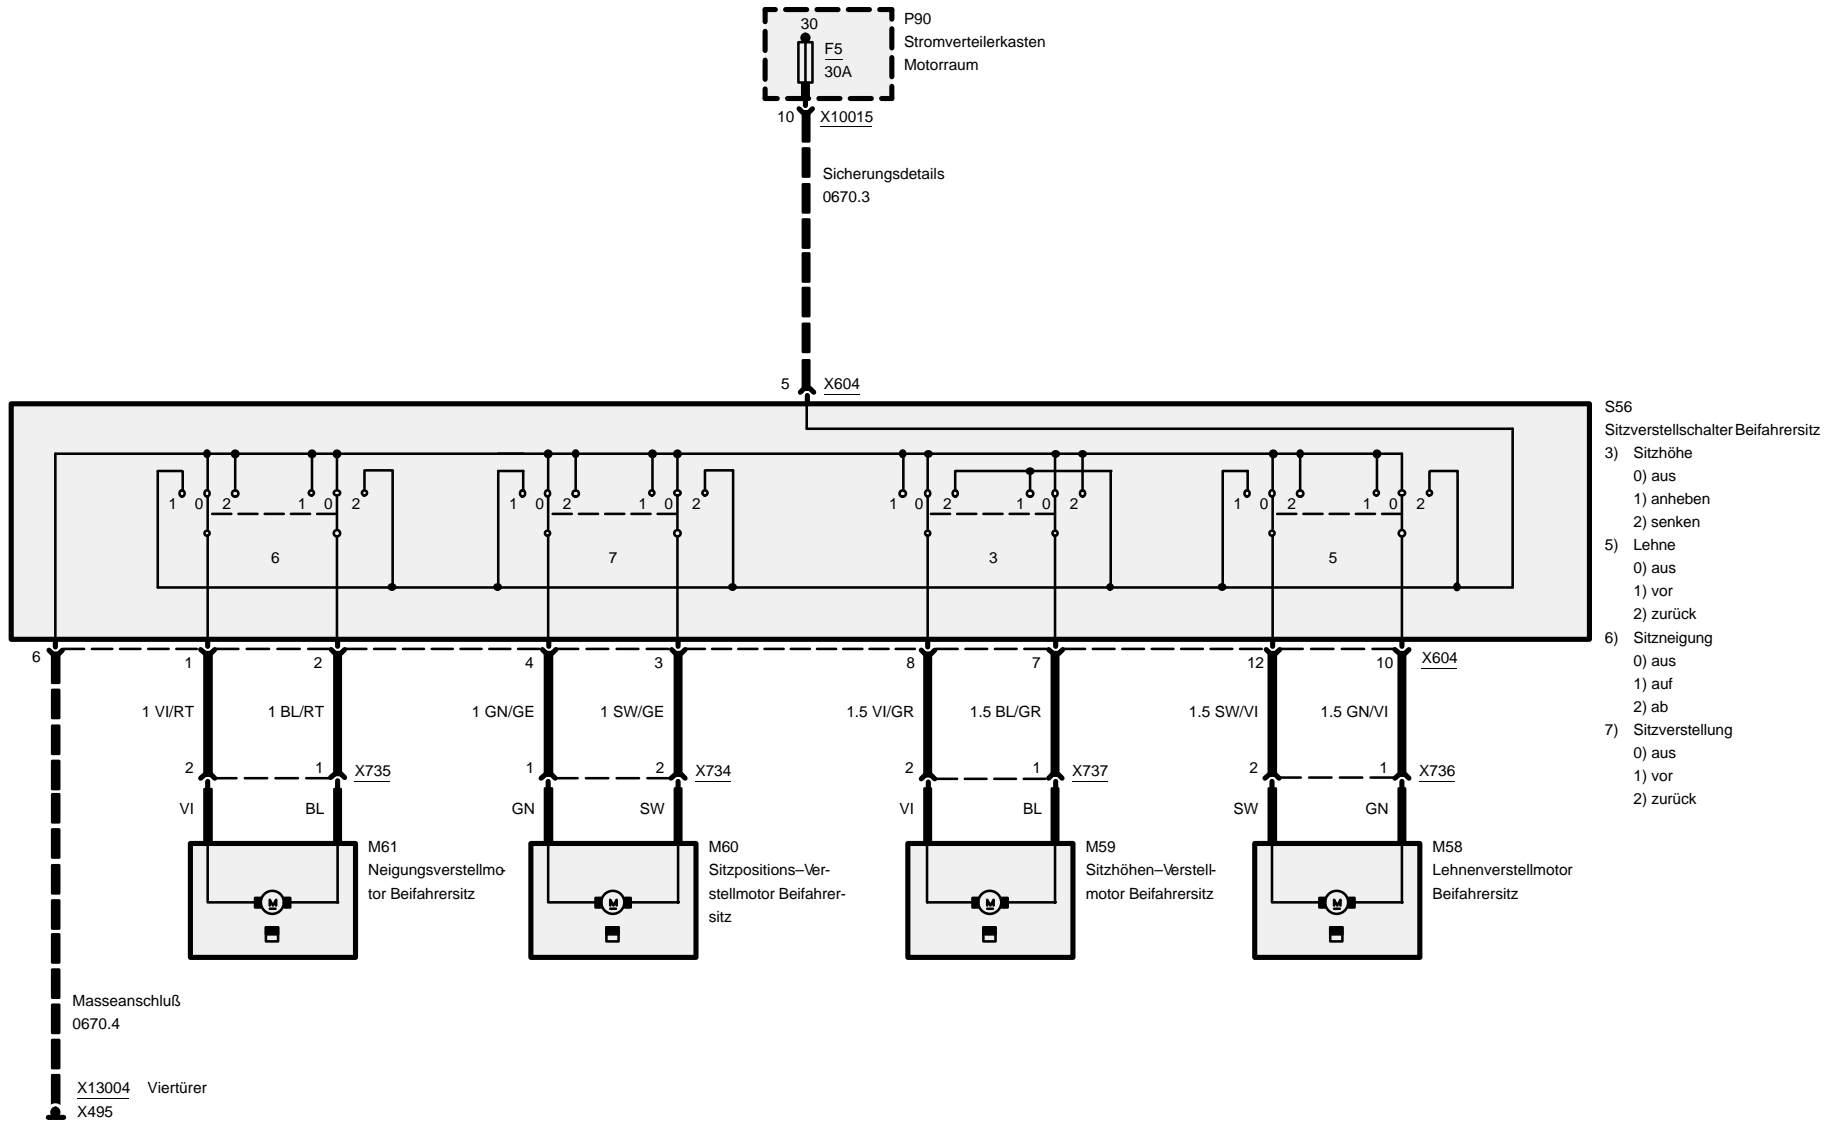 30
F5
30A
P90
Stromverteilerkasten
Motorraum
10 X10015
Sicherungsdetails
0670.3
5 X604
S56
Sitzverstellschalter Beifahrersitz
3) Sitzhöhe
0) aus
1) anheben
2) senken
5) Lehne
0) aus
1) vor
2) zurück
6) Sitzneigung
0) aus
1) auf
2) ab
7) Sitzverstellung
0) aus
1) vor
2) zurück
1 0 2 1 0 2 1 0 2 1 0 2 1 0 2 1 0 2 1 0 2 1 0 2
6 7 3 5
6 1 2 4 3 8 7 12 10 X604
1 VI/RT 1 BL/RT 1 GN/GE 1 SW/GE 1.5 VI/GR 1.5 BL/GR 1.5 SW/VI 1.5 GN/VI
2 1 X735 1 2 X734 2 1 X737 2 1 X736
VI BL GN SW VI BL SW GN
M61
Neigungsverstellmo-
tor Beifahrersitz
M
M60
Sitzpositions–Ver-
stellmotor Beifahrer-
sitz
M
M59
Sitzhöhen–Verstell-
motor Beifahrersitz
M
M58
Lehnenverstellmotor
Beifahrersitz
M
Masseanschluß
0670.4
X13004 Viertürer
X495